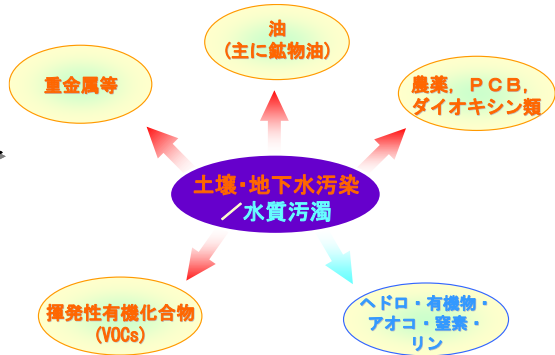 油
(主に鉱物油)
重金属等
農薬，ＰＣＢ，
ダイオキシン類
土壌・地下水汚染
／水質汚濁
揮発性有機化合物
(VOCs)
ヘドロ・有機物・
アオコ・窒素・
リン